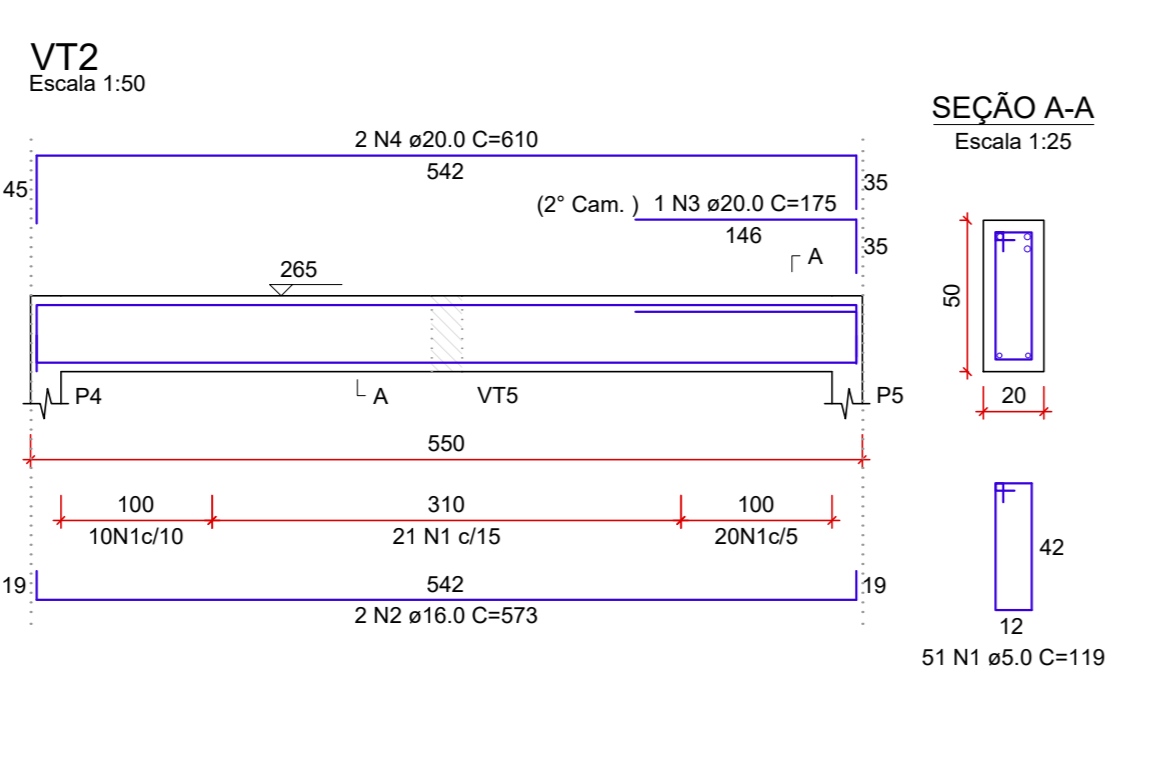 VT2
Escala 1:50
SEÇÃO A-A
Escala 1:25
2 N4 ø20.0 C=610
542
45
35
(2° Cam. ) 1 N3 ø20.0 C=175
146
35
A
265
50
20
P4
A
VT5
P5
550
100
310
100
10N1c/10
21 N1 c/15
20N1c/5
42
12
51 N1 ø5.0 C=119
19
542
19
2 N2 ø16.0 C=573